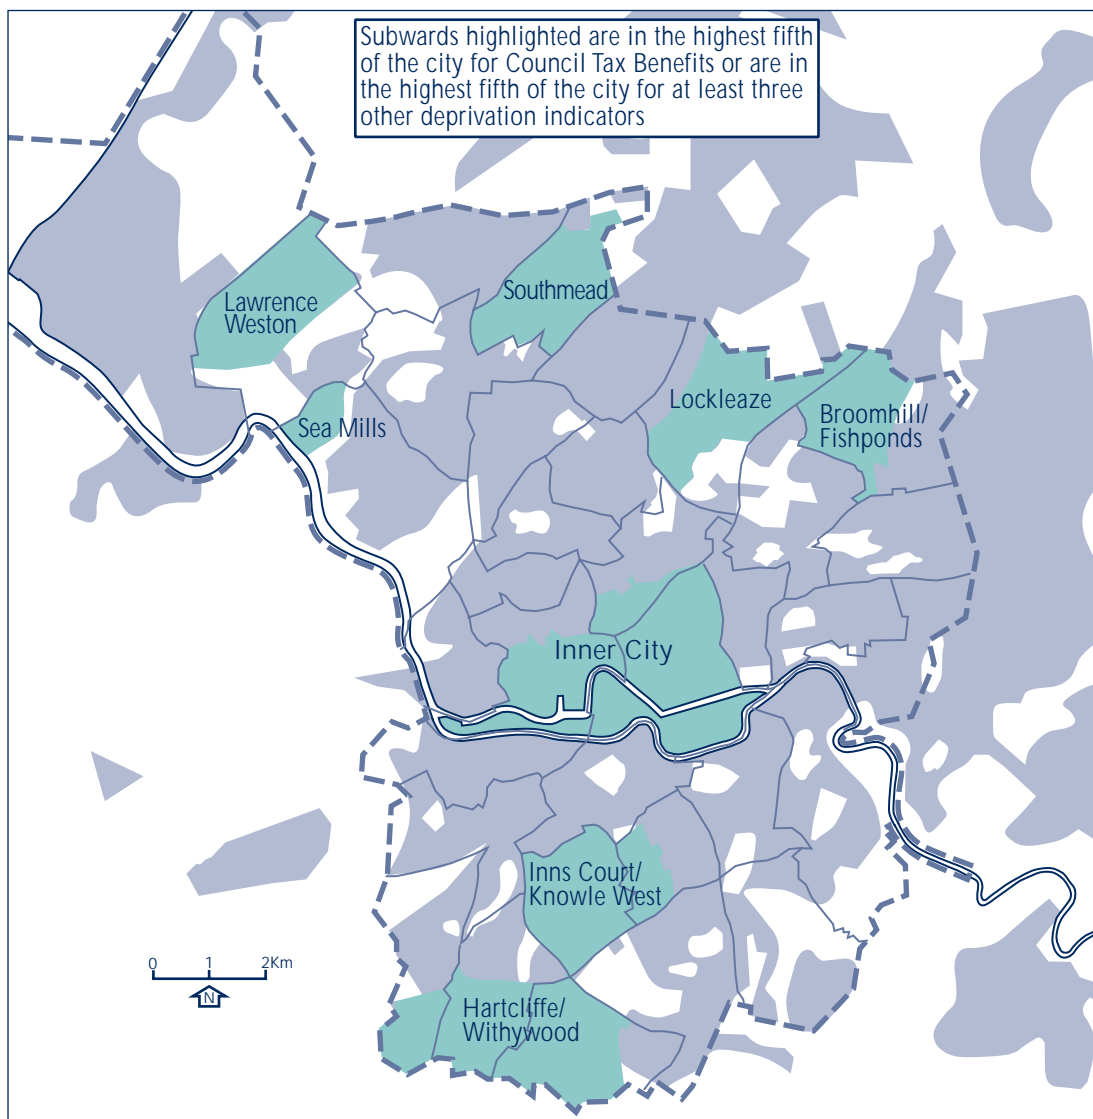 Subwards highlighted are in the highest fifth
of the city for Council Tax Benefits or are in
the highest fifth of the city for at least three
other deprivation indicators
Southmead
Lawrence
Weston
Lockleaze
Broomhill/
Fishponds
Sea Mills
Inner City
Inns Court/
Knowle West
0 1 2Km
N
Hartcliffe/
Withywood